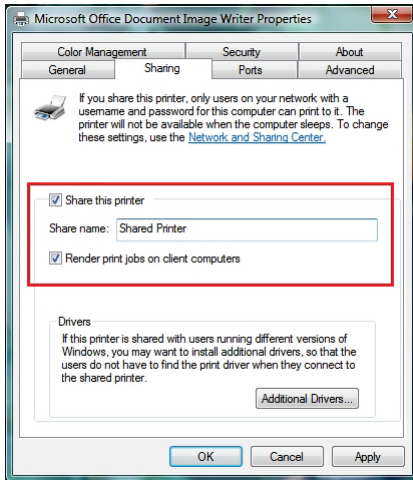 Microsoft Office Document Image Writer Properties
Color Management Security About
General Sharing Ports Advanced
If you share this printer, only users on your network with a
username and password for this computer can print to it. The
printer will not be available when the computer sleeps. To change
these settings, use the Network and Sharing Center.
Share this printer
Share name: Shared Printer
Render print jobs on client computers
Drivers
If this printer is shared with users running different versions of
Windows, you may want to install additional drivers, so that the
users do not have to find the print driver when they connect to
the shared printer.
Additional Drivers...
OK Cancel Apply